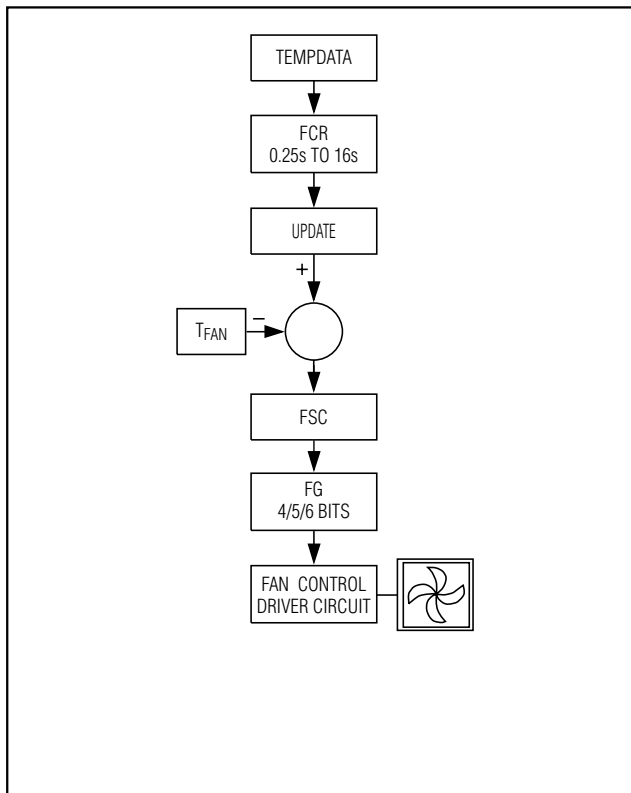 TEMPDATA
FCR
0.25s TO 16s
UPDATE
+
TFAN
−
FSC
FG
4/5/6 BITS
FAN CONTROL
DRIVER CIRCUIT